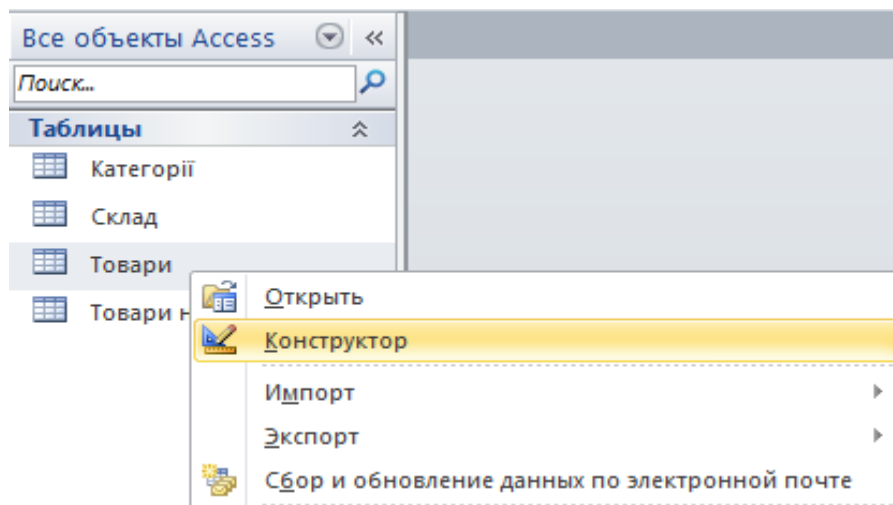 Все объекты Access
Поиск...
Таблицы
Категорії
Склад
Товари
Товари н
Открыть
Конструктор
Импорт
Экспорт
Сбор и обновление данных по электронной почте